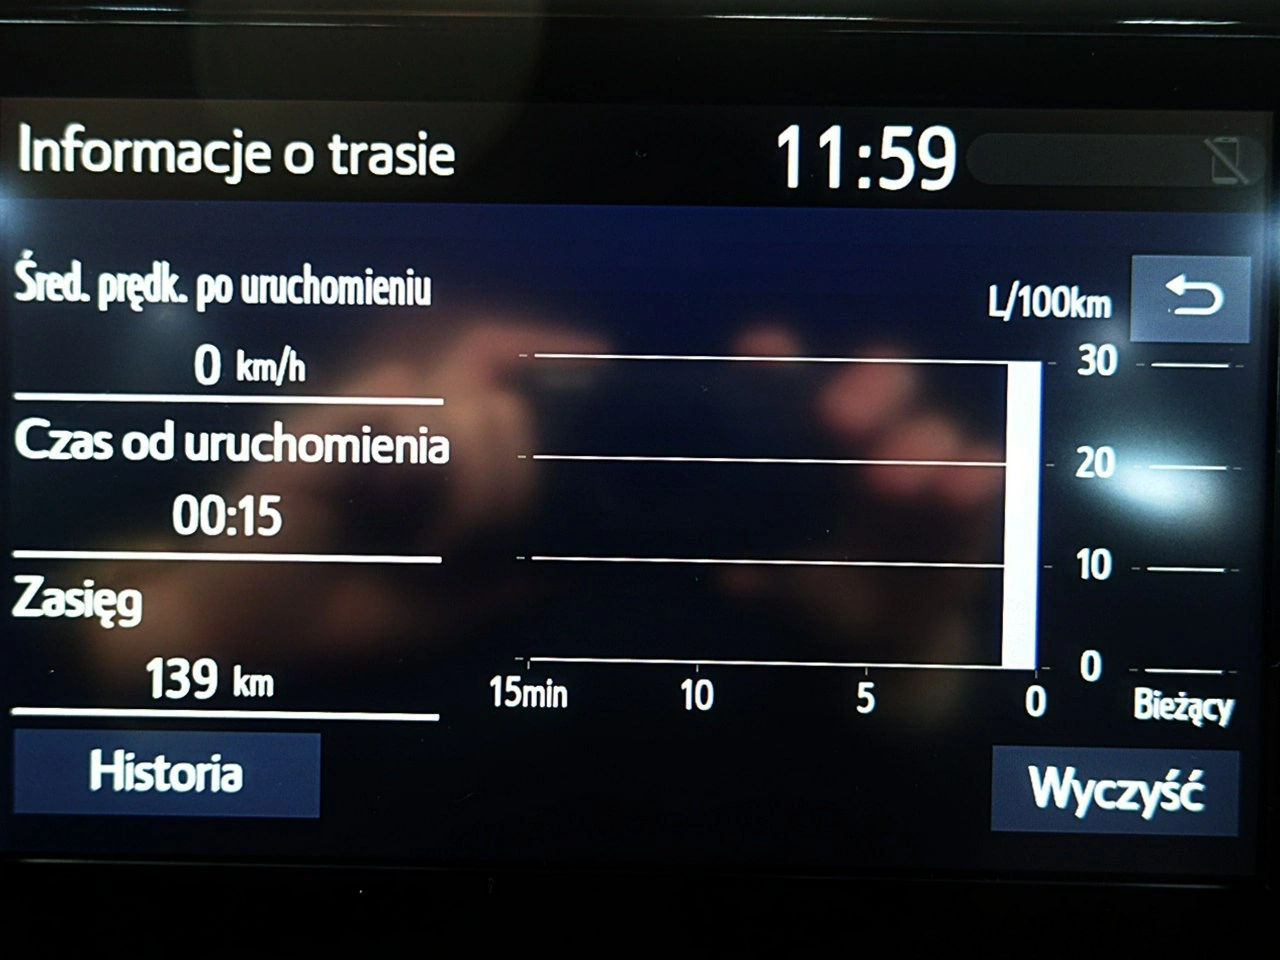 Informacje o trasie
11:59
Śred. prędk. po uruchomieniu
0 km/h
Czas od uruchomienia
00:15
Zasięg
139 km
Historia
L/100km
30
20
10
0
15min 10 5 0
Bieżący
Wyczyść